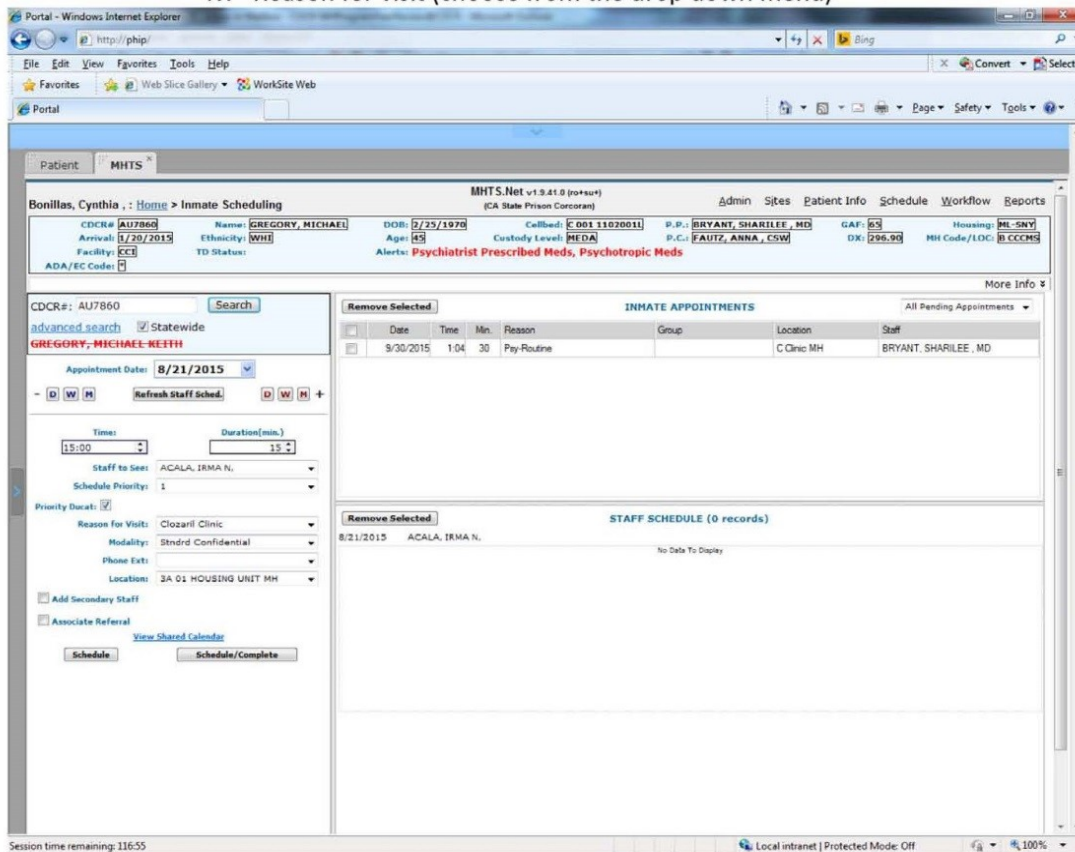 Reason for Visit (choose from the drop down menu)
Portal - Windows Internet Explorer
http://phip/
Bing
File Edit View Favorites Tools Help
Convert
Select
Favorites Web Slice Gallery WorkSite Web
Portal
Page Safety Tools
Patient MHTS
MHTS.Net v1.9.41.0 (ro+su+)
Bonillas, Cynthia , : Home > Inmate Scheduling
(CA State Prison Corcoran)
Admin Sites Patient Info Schedule Workflow Reports
CDCR# AU7860 Name: GREGORY, MICHAEL DOB: 2/25/1970 Cellbed: C 001 1102001L P.P.: BRYANT, SHARILEE , MD GAF: 65 Housing: ML-SNY
Arrival: 1/20/2015 Ethnicity: WHI Age: 45 Custody Level: MEDA P.C.: FAUTZ, ANNA , CSW DX: 296.90 MH Code/LOC: B CCCMS
Facility: CCI TD Status: Alerts: Psychiatrist Prescribed Meds, Psychotropic Meds
ADA/EC Code: *
More Info
CDCR#: AU7860 Search
advanced search Statewide
GREGORY, MICHAEL KEITH
Appointment Date: 8/21/2015
- D W M Refresh Staff Sched. D W M +
Time: Duration(min.)
15:00 15
Staff to See: ACALA, IRMA N.
Schedule Priority: 1
Priority Ducat:
Reason for Visit: Clozaril Clinic
Modality: Stndrd Confidential
Phone Ext:
Location: 3A 01 HOUSING UNIT MH
Add Secondary Staff
Associate Referral
View Shared Calendar
Schedule Schedule/Complete
Remove Selected INMATE APPOINTMENTS All Pending Appointments
Date Time Min. Reason Group Location Staff
9/30/2015 1:04 30 Psy-Routine C Clinic MH BRYANT, SHARILEE , MD
Remove Selected STAFF SCHEDULE (0 records)
8/21/2015 ACALA, IRMA N.
No Data To Display
Session time remaining: 116:55
Local intranet | Protected Mode: Off
100%